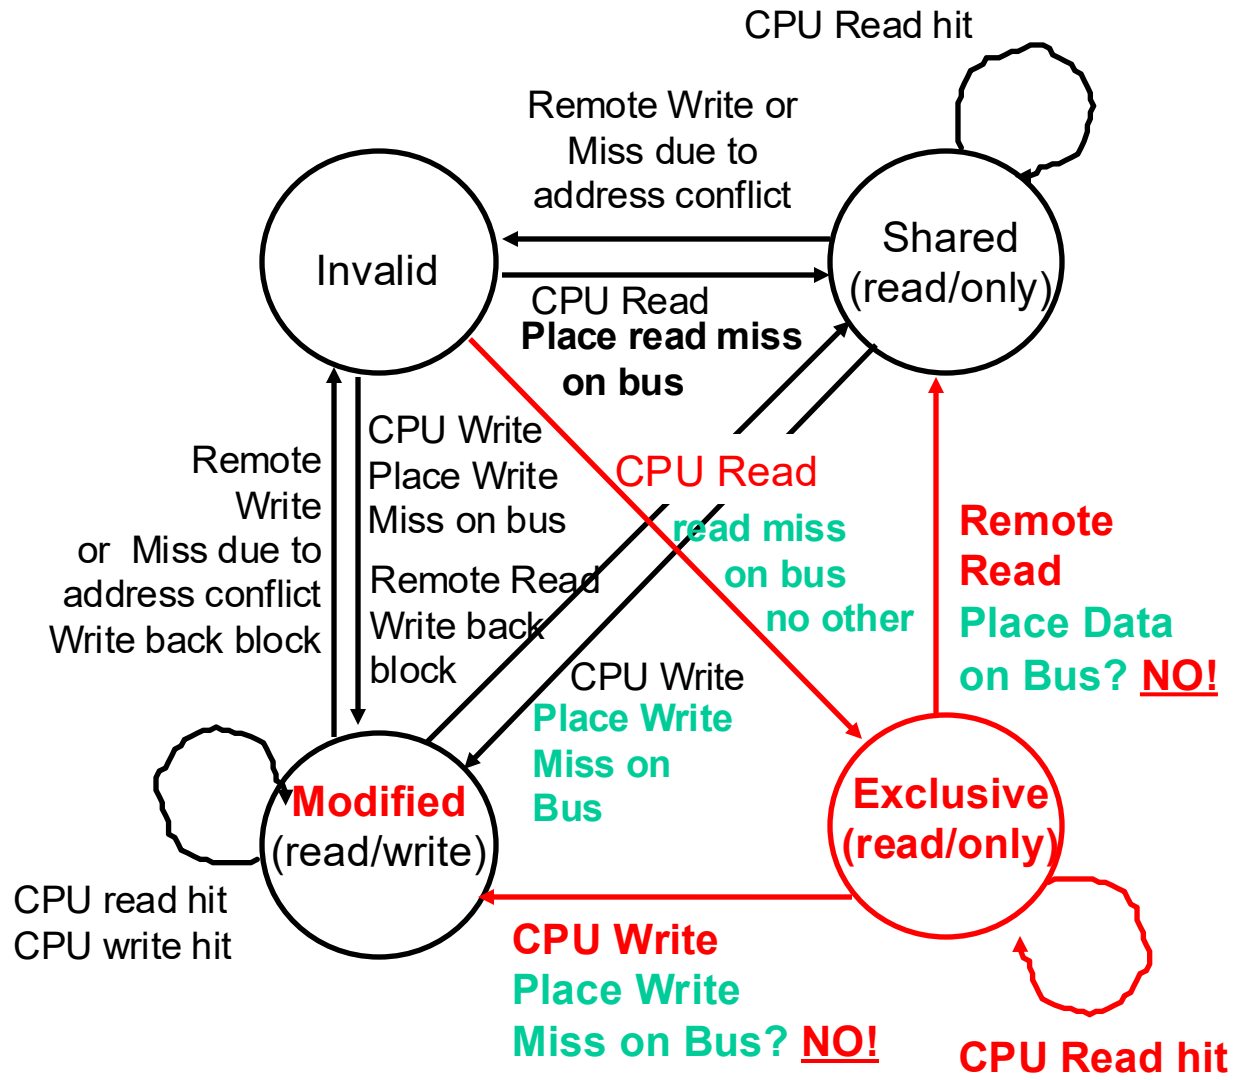 CPU Read hit
Remote Write or
Miss due to
address conflict
Invalid
Shared
(read/only)
CPU Read
Place read miss
on bus
CPU Write
Place Write
Miss on bus
Remote
Write
or Miss due to
address conflict
Write back block
CPU Read
read miss
on bus
no other
Remote Read
Write back
block
Remote
Read
Place Data
on Bus? NO!
CPU Write
Place Write
Miss on
Bus
Modified
(read/write)
Exclusive
(read/only)
CPU read hit
CPU write hit
CPU Write
Place Write
Miss on Bus? NO!
CPU Read hit